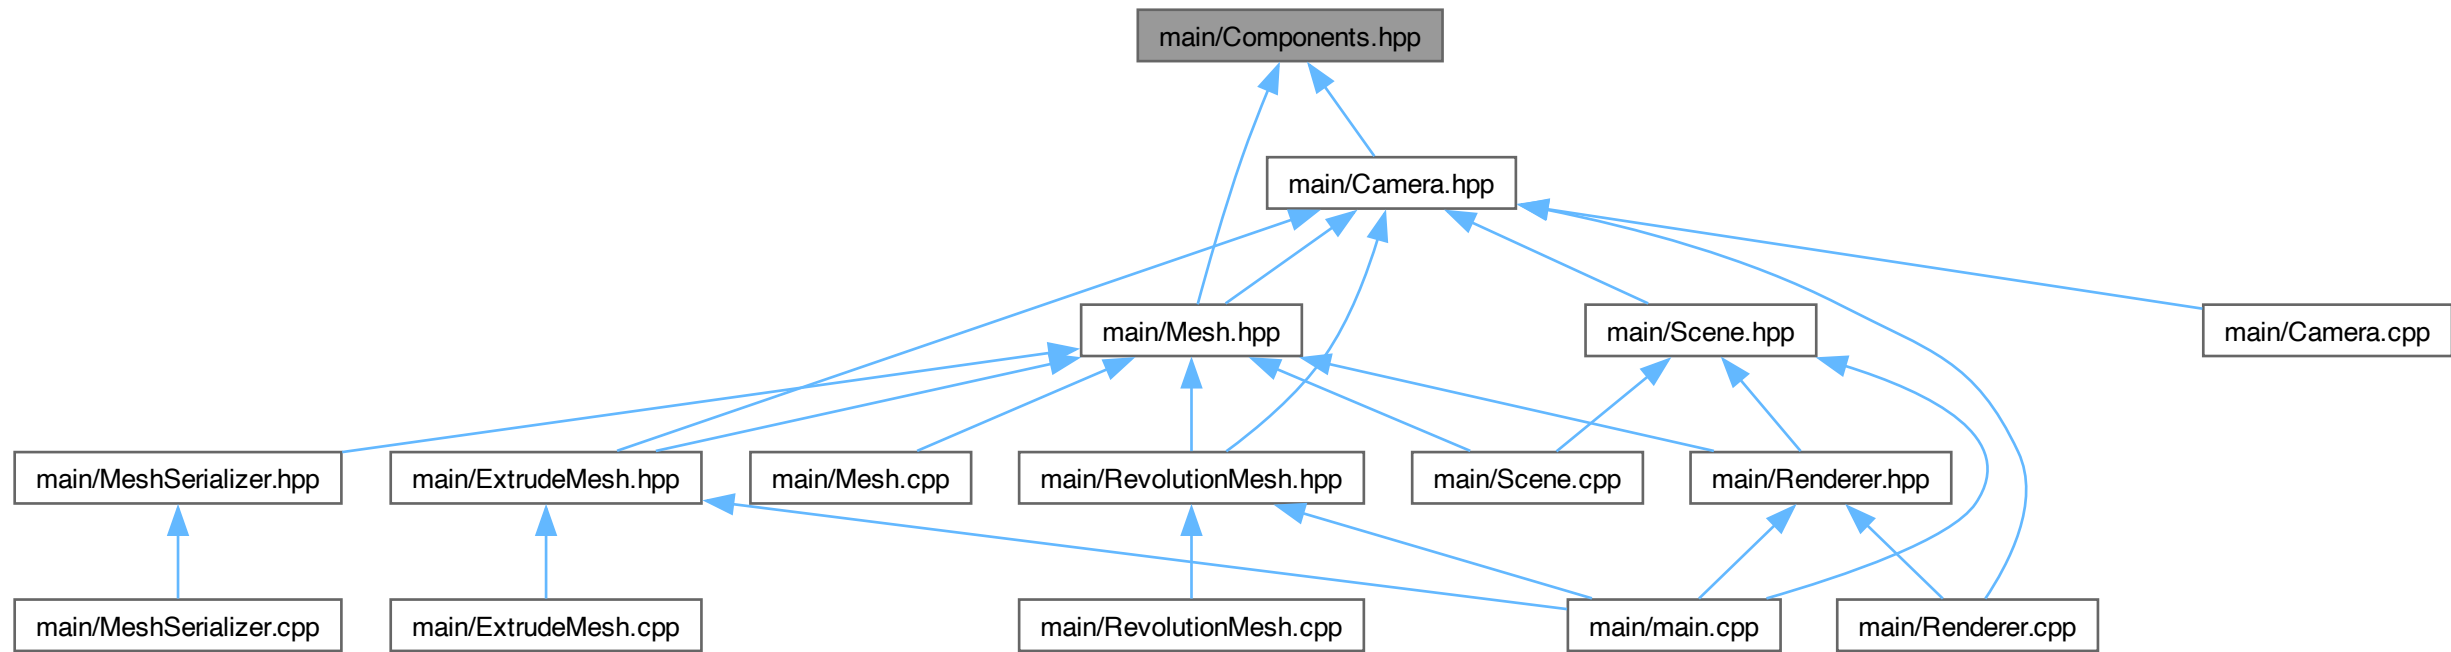 main/Components.hpp
main/Camera.hpp
main/Mesh.hpp
main/Scene.hpp
main/Camera.cpp
main/MeshSerializer.hpp
main/ExtrudeMesh.hpp
main/Mesh.cpp
main/RevolutionMesh.hpp
main/Scene.cpp
main/Renderer.hpp
main/MeshSerializer.cpp
main/ExtrudeMesh.cpp
main/RevolutionMesh.cpp
main/main.cpp
main/Renderer.cpp